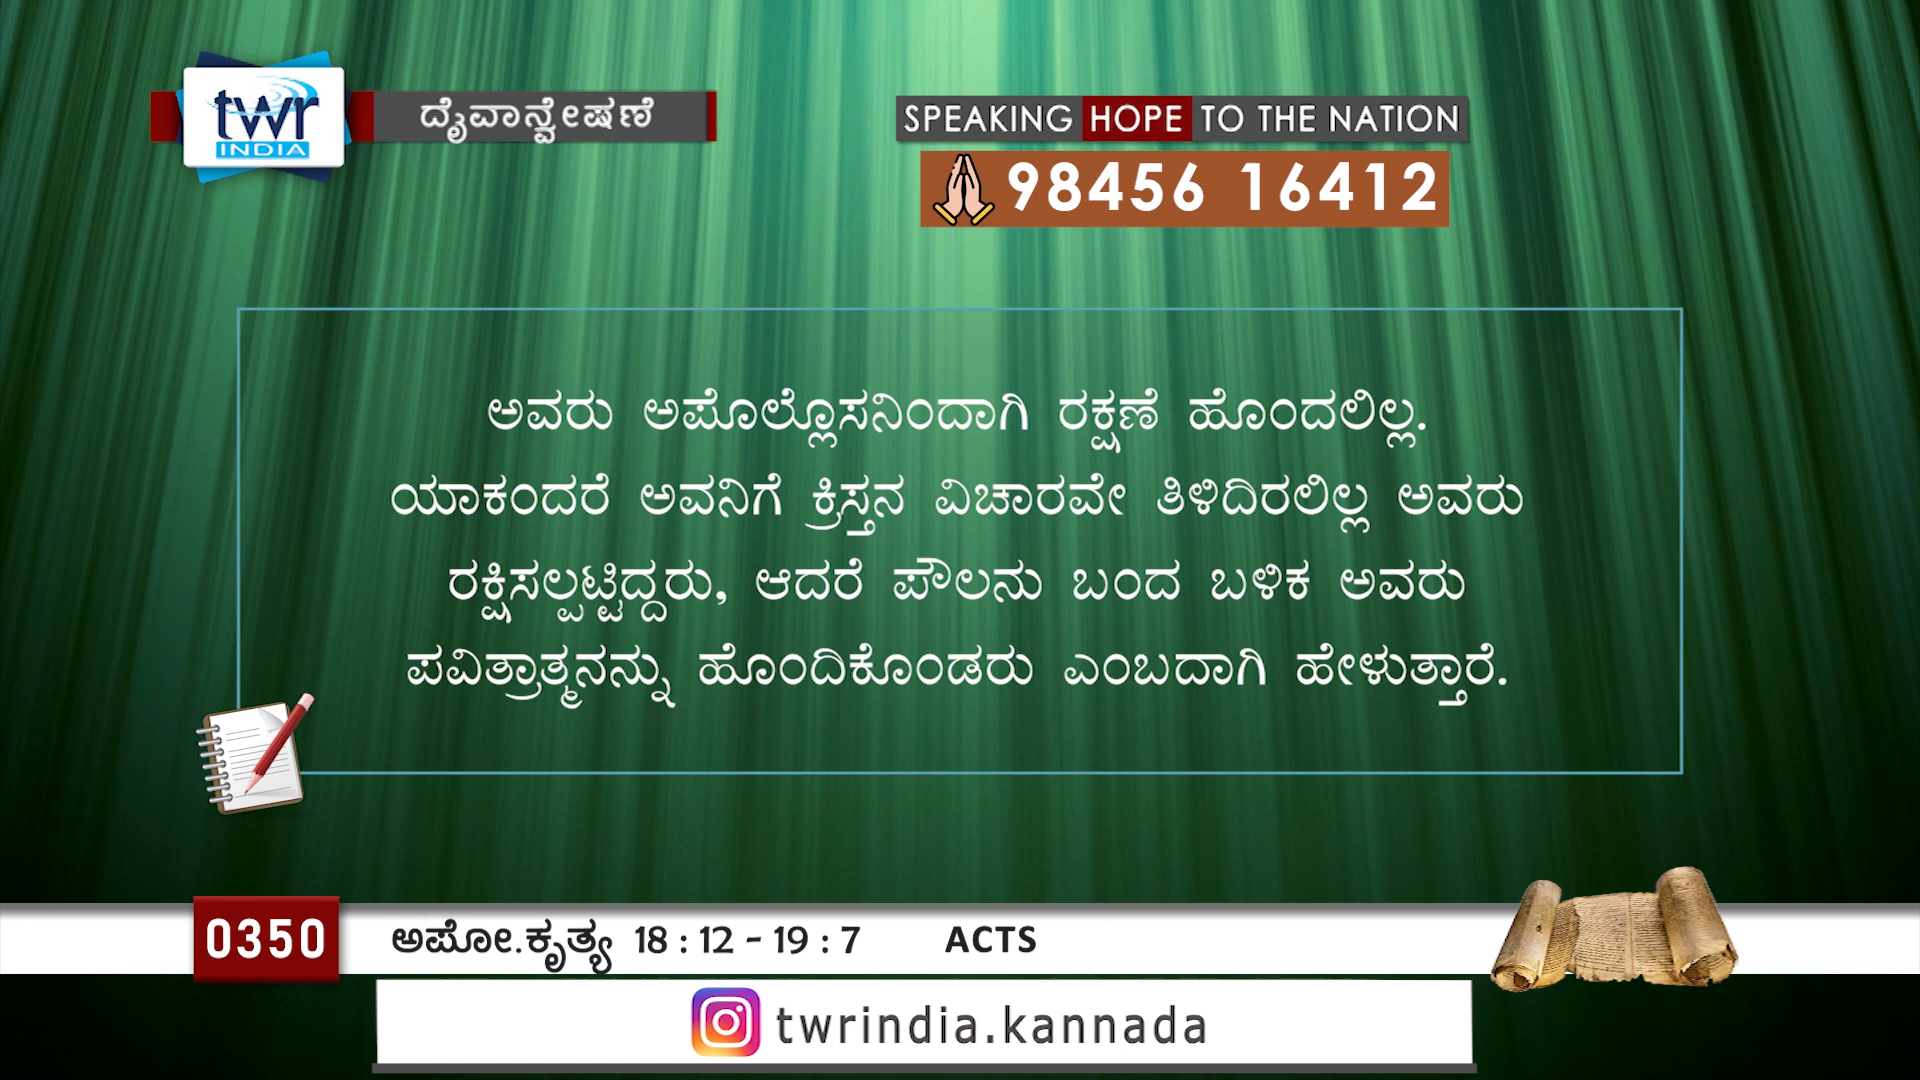 twr
INDIA
ದೈವಾನ್ವೇಷಣೆ
SPEAKING HOPE TO THE NATION
98456 16412
ಅವರು ಅಪೊಲ್ಲೊಸನಿಂದಾಗಿ ರಕ್ಷಣೆ ಹೊಂದಲಿಲ್ಲ.
ಯಾಕಂದರೆ ಅವನಿಗೆ ಕ್ರಿಸ್ತನ ವಿಚಾರವೇ ತಿಳಿದಿರಲಿಲ್ಲ ಅವರು
ರಕ್ಷಿಸಲ್ಪಟ್ಟಿದ್ದರು, ಆದರೆ ಪೌಲನು ಬಂದ ಬಳಿಕ ಅವರು
ಪವಿತ್ರಾತ್ಮನನ್ನು ಹೊಂದಿಕೊಂಡರು ಎಂಬದಾಗಿ ಹೇಳುತ್ತಾರೆ.
0350 ಅಪೋ.ಕೃತ್ಯ 18 : 12 - 19 : 7 ACTS
twrindia.kannada